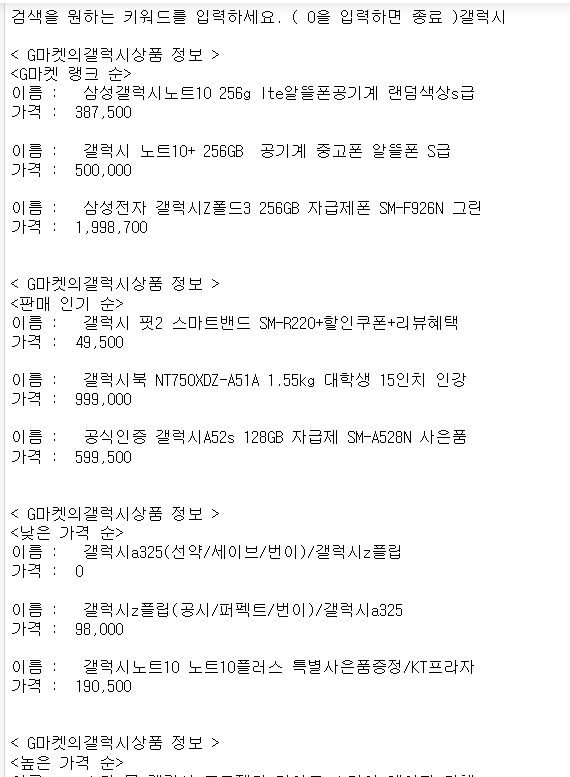 검색을 원하는 키워드를 입력하세요. ( 0을 입력하면 종료 )갤럭시
< G마켓의갤럭시상품 정보 >
<G마켓 랭크 순>
이름 : 삼성갤럭시노트10 256g lte알뜰폰공기계 랜덤색상s급
가격 : 387,500
이름 : 갤럭시 노트10+ 256GB 공기계 중고폰 알뜰폰 S급
가격 : 500,000
이름 : 삼성전자 갤럭시Z폴드3 256GB 자급제폰 SM-F926N 그린
가격 : 1,998,700
< G마켓의갤럭시상품 정보 >
<판매 인기 순>
이름 : 갤럭시 핏2 스마트밴드 SM-R220+할인쿠폰+리뷰혜택
가격 : 49,500
이름 : 갤럭시북 NT750XDZ-A51A 1.55kg 대학생 15인치 인강
가격 : 999,000
이름 : 공식인증 갤럭시A52s 128GB 자급제 SM-A528N 사은품
가격 : 599,500
< G마켓의갤럭시상품 정보 >
<낮은 가격 순>
이름 : 갤럭시a325(선약/세이브/번이)/갤럭시z플립
가격 : 0
이름 : 갤럭시z플립(공시/퍼펙트/번이)/갤럭시a325
가격 : 98,000
이름 : 갤럭시노트10 노트10플러스 특별사은품증정/KT프라자
가격 : 190,500
< G마켓의갤럭시상품 정보 >
<높은 가격 순>